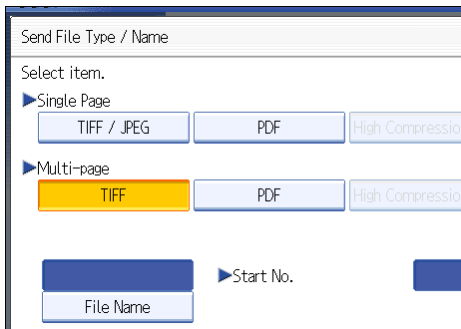 Send File Type / Name
Select item.
Single Page
TIFF / JPEG PDF High Compressio
Multi-page
TIFF PDF High Compressio
Start No.
File Name